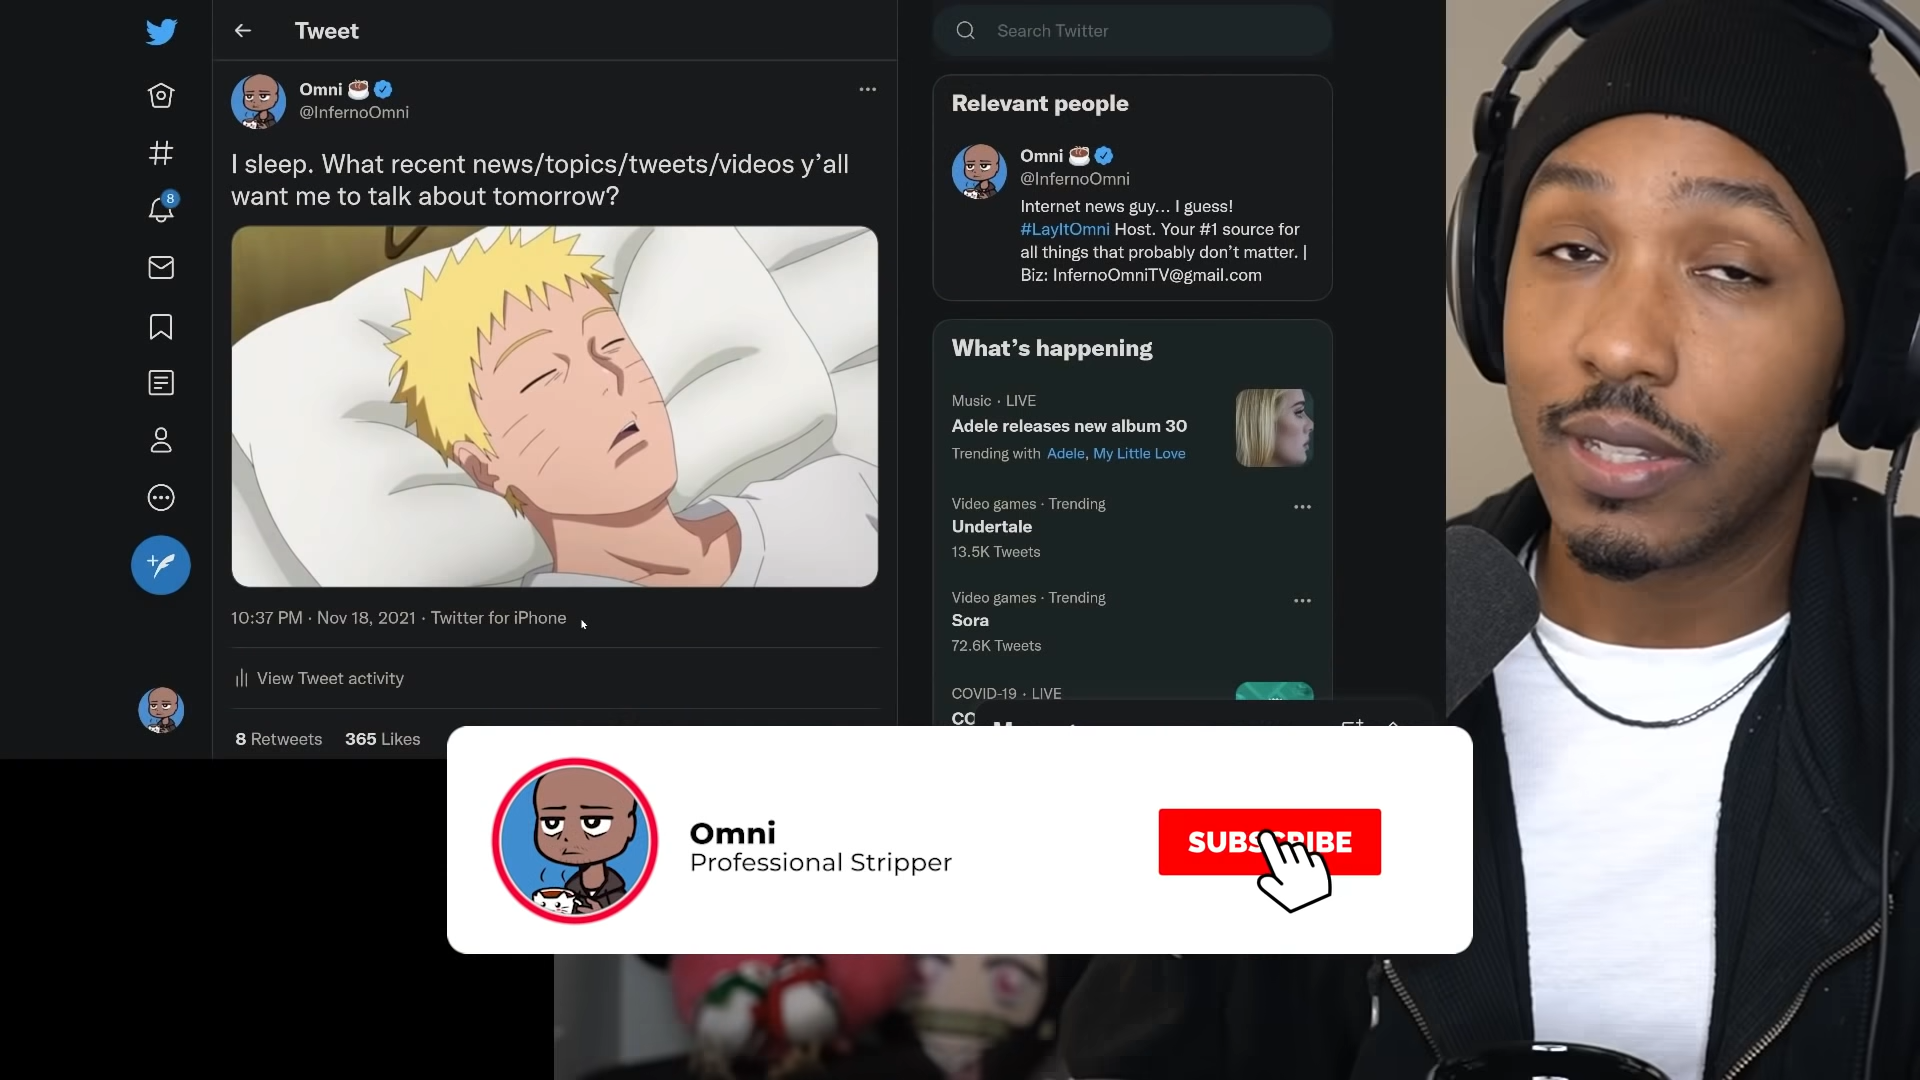 Tweet
Omni
@InfernoOmni
I sleep. What recent news/topics/tweets/videos y’all
want me to talk about tomorrow?
10:37 PM · Nov 18, 2021 · Twitter for iPhone
View Tweet activity
8 Retweets 365 Likes
8
Search Twitter
Relevant people
Omni
@InfernoOmni
Internet news guy... I guess!
#LayItOmni Host. Your #1 source for
all things that probably don’t matter. |
Biz: InfernoOmniTV@gmail.com
What’s happening
Music · LIVE
Adele releases new album 30
Trending with Adele, My Little Love
Video games · Trending
Undertale
13.5K Tweets
Video games · Trending
Sora
72.6K Tweets
COVID-19 · LIVE
Omni
Professional Stripper
SUBSCRIBE